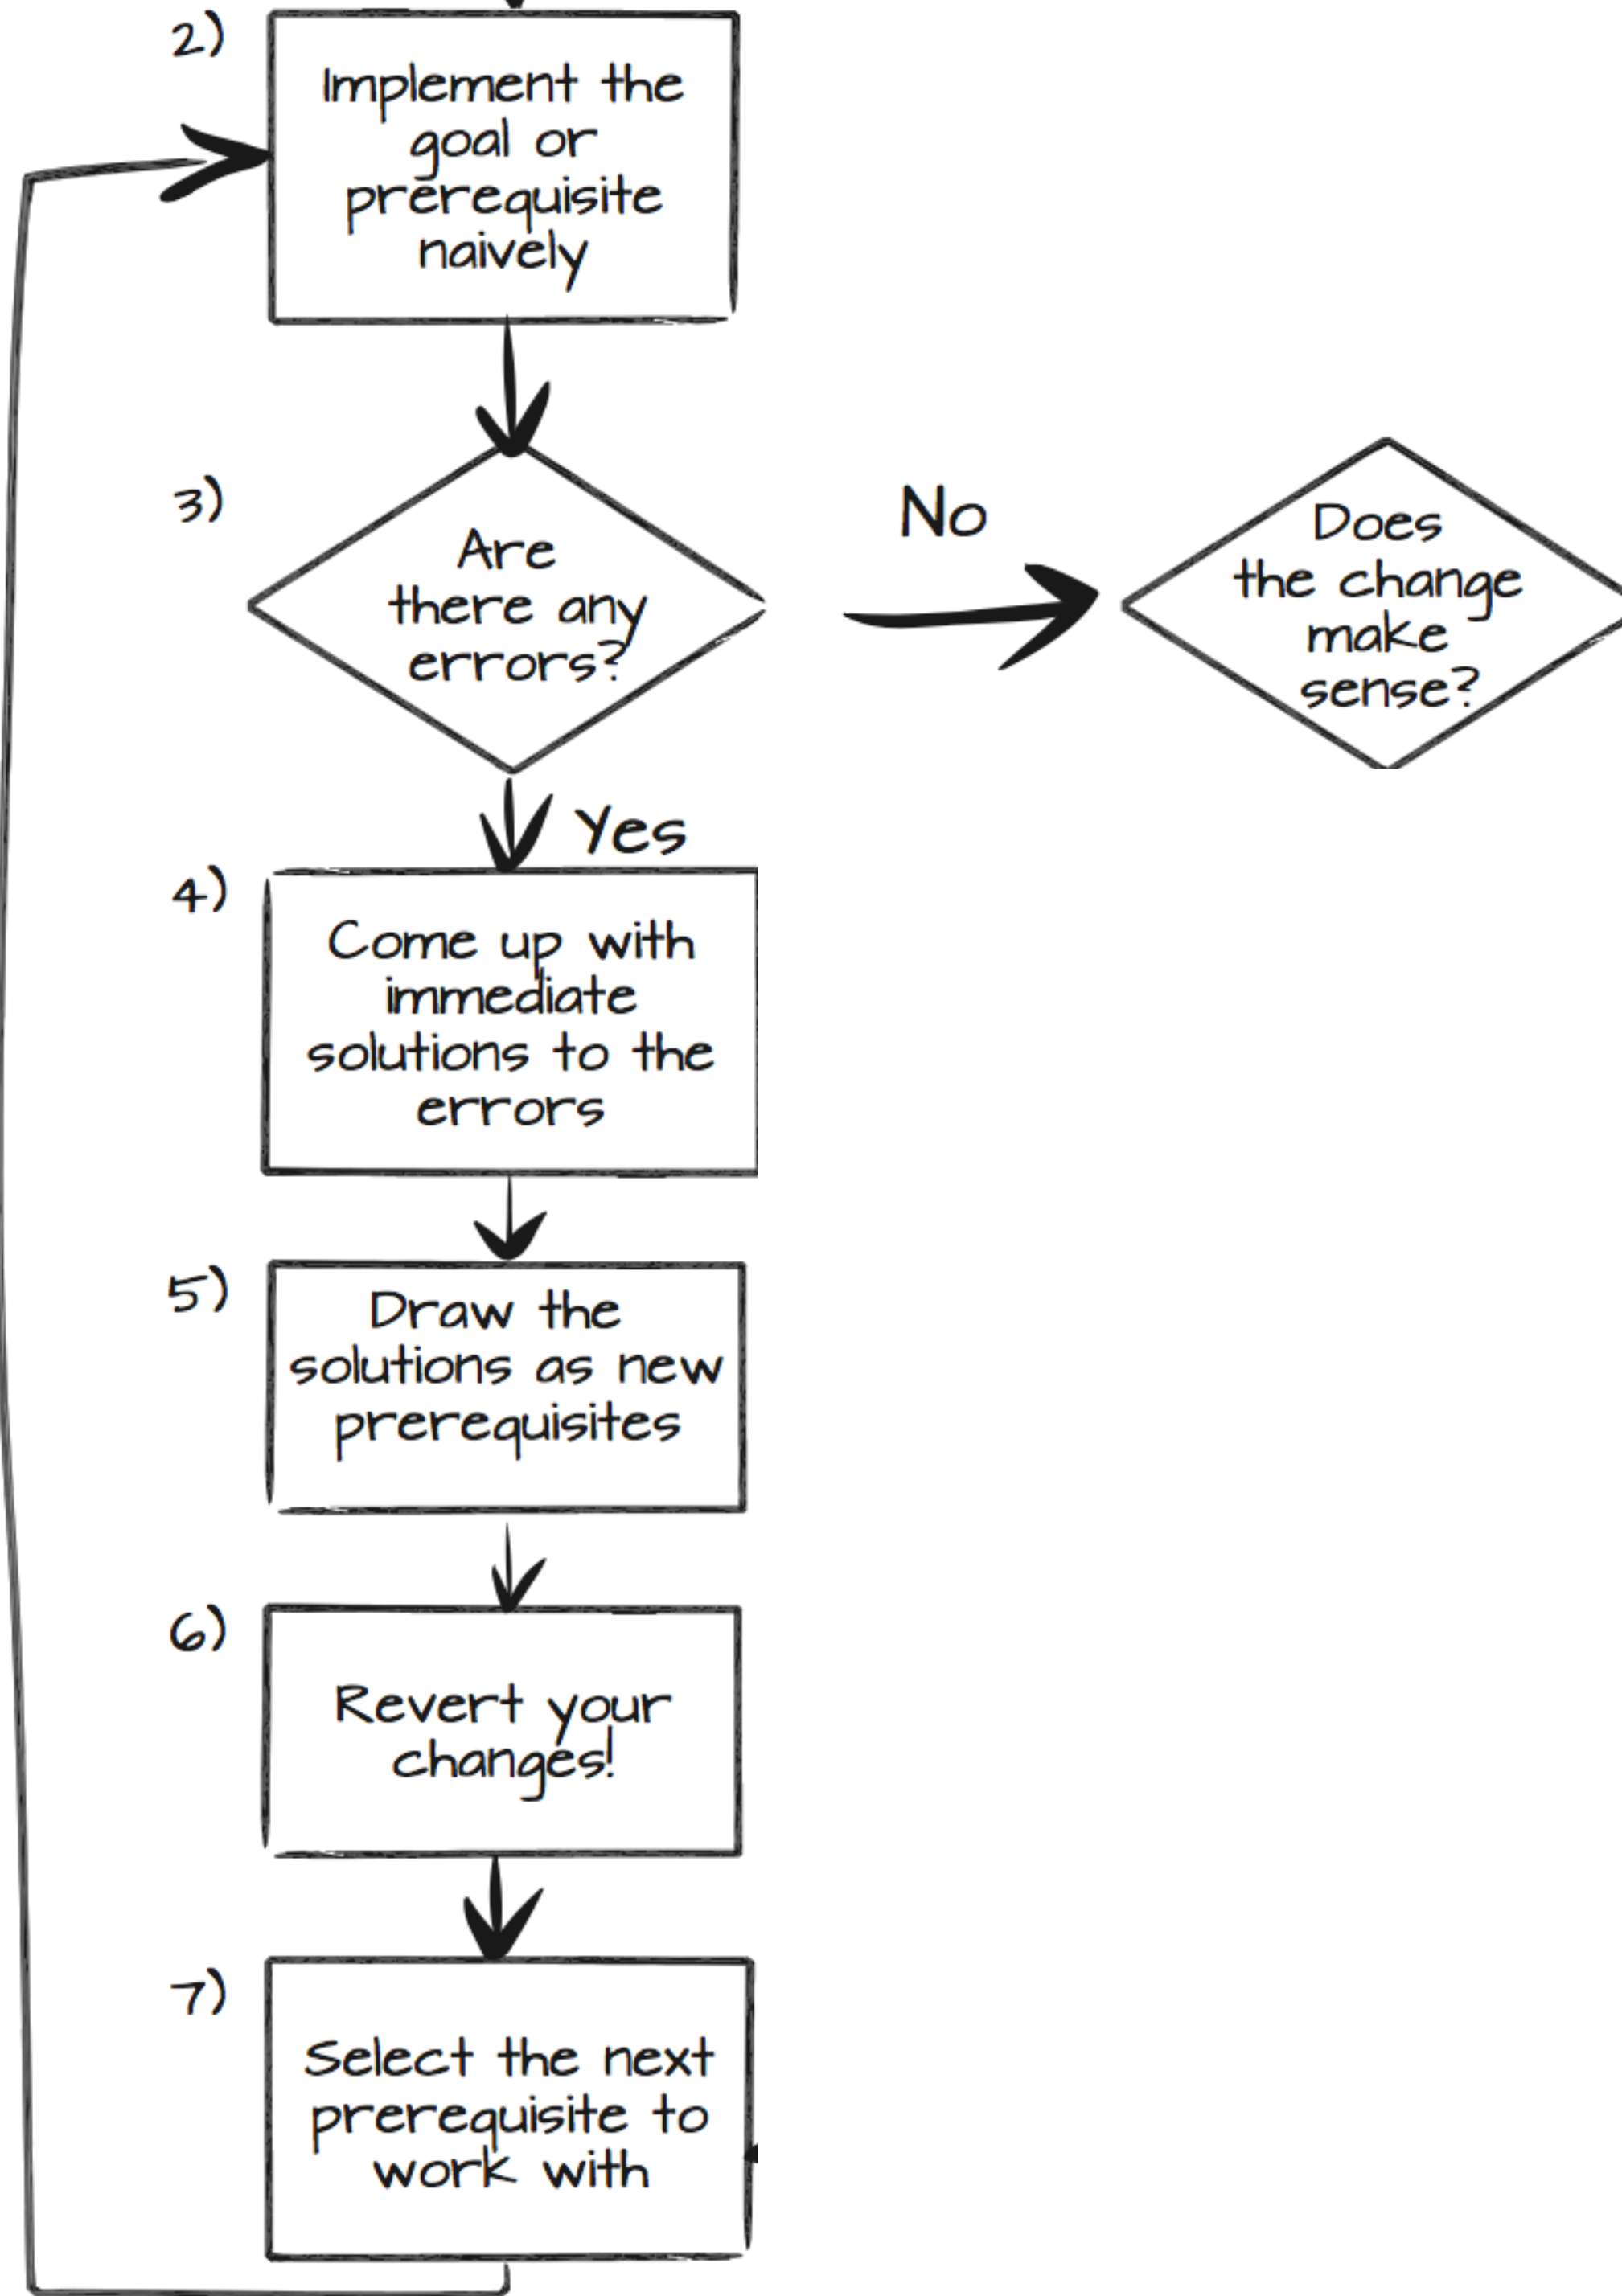 2)
Implement the
goal or
prerequisite
naively
3)
Are
there any
errors?
No
Does
the change
make
sense?
Yes
4)
Come up with
immediate
solutions to the
errors
5)
Draw the
solutions as new
prerequisites
6)
Revert your
changes!
7)
Select the next
prerequisite to
work with